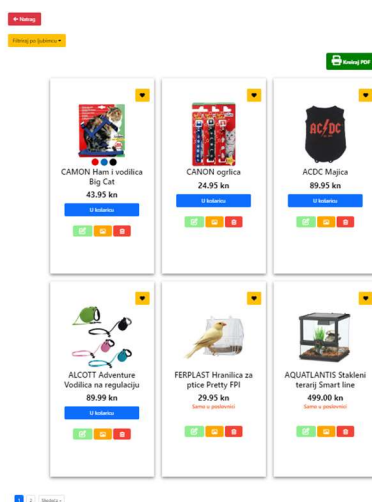 ← Natrag
Filtriraj po ljubimcu
Kreiraj PDF
CAMON Ham i vodilica
Big Cat
43.95 kn
U košaricu
CANON ogrlica
24.95 kn
U košaricu
ACDC Majica
89.95 kn
U košaricu
ALCOTT Adventure
Vodilica na regulaciju
89.99 kn
U košaricu
FERPLAST Hranilica za
ptice Pretty FPI
29.95 kn
Samo u poslovnici
AQUATLANTIS Stakleni
terarij Smart line
499.00 kn
Samo u poslovnici
1 2 Sljedeća »